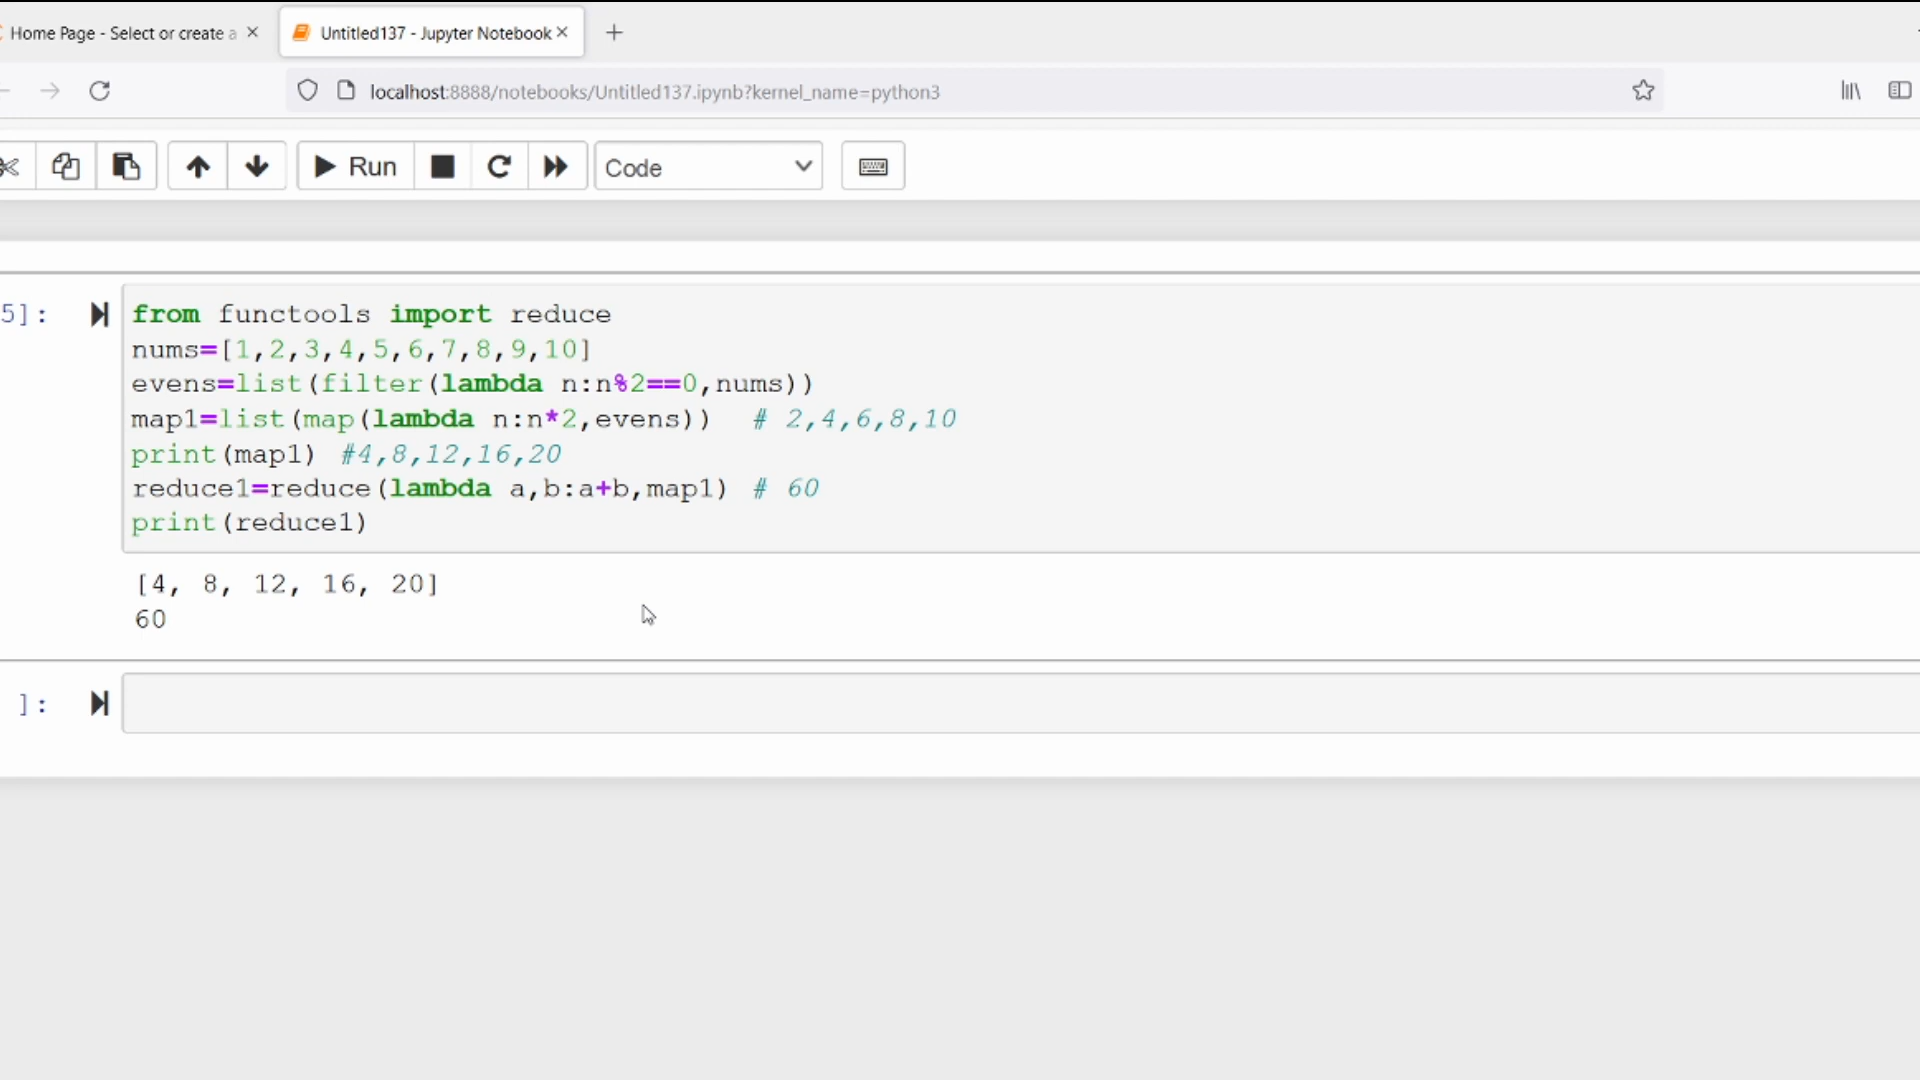 Home Page - Select or create a
Untitled137 - Jupyter Notebook
localhost:8888/notebooks/Untitled137.ipynb?kernel_name=python3
Run
Code
5]:
from functools import reduce
nums=[1,2,3,4,5,6,7,8,9,10]
evens=list(filter(lambda n:n%2==0,nums))
map1=list(map(lambda n:n*2,evens))  # 2,4,6,8,10
print(map1) #4,8,12,16,20
reduce1=reduce(lambda a,b:a+b,map1) # 60
print(reduce1)
[4, 8, 12, 16, 20]
60
]: